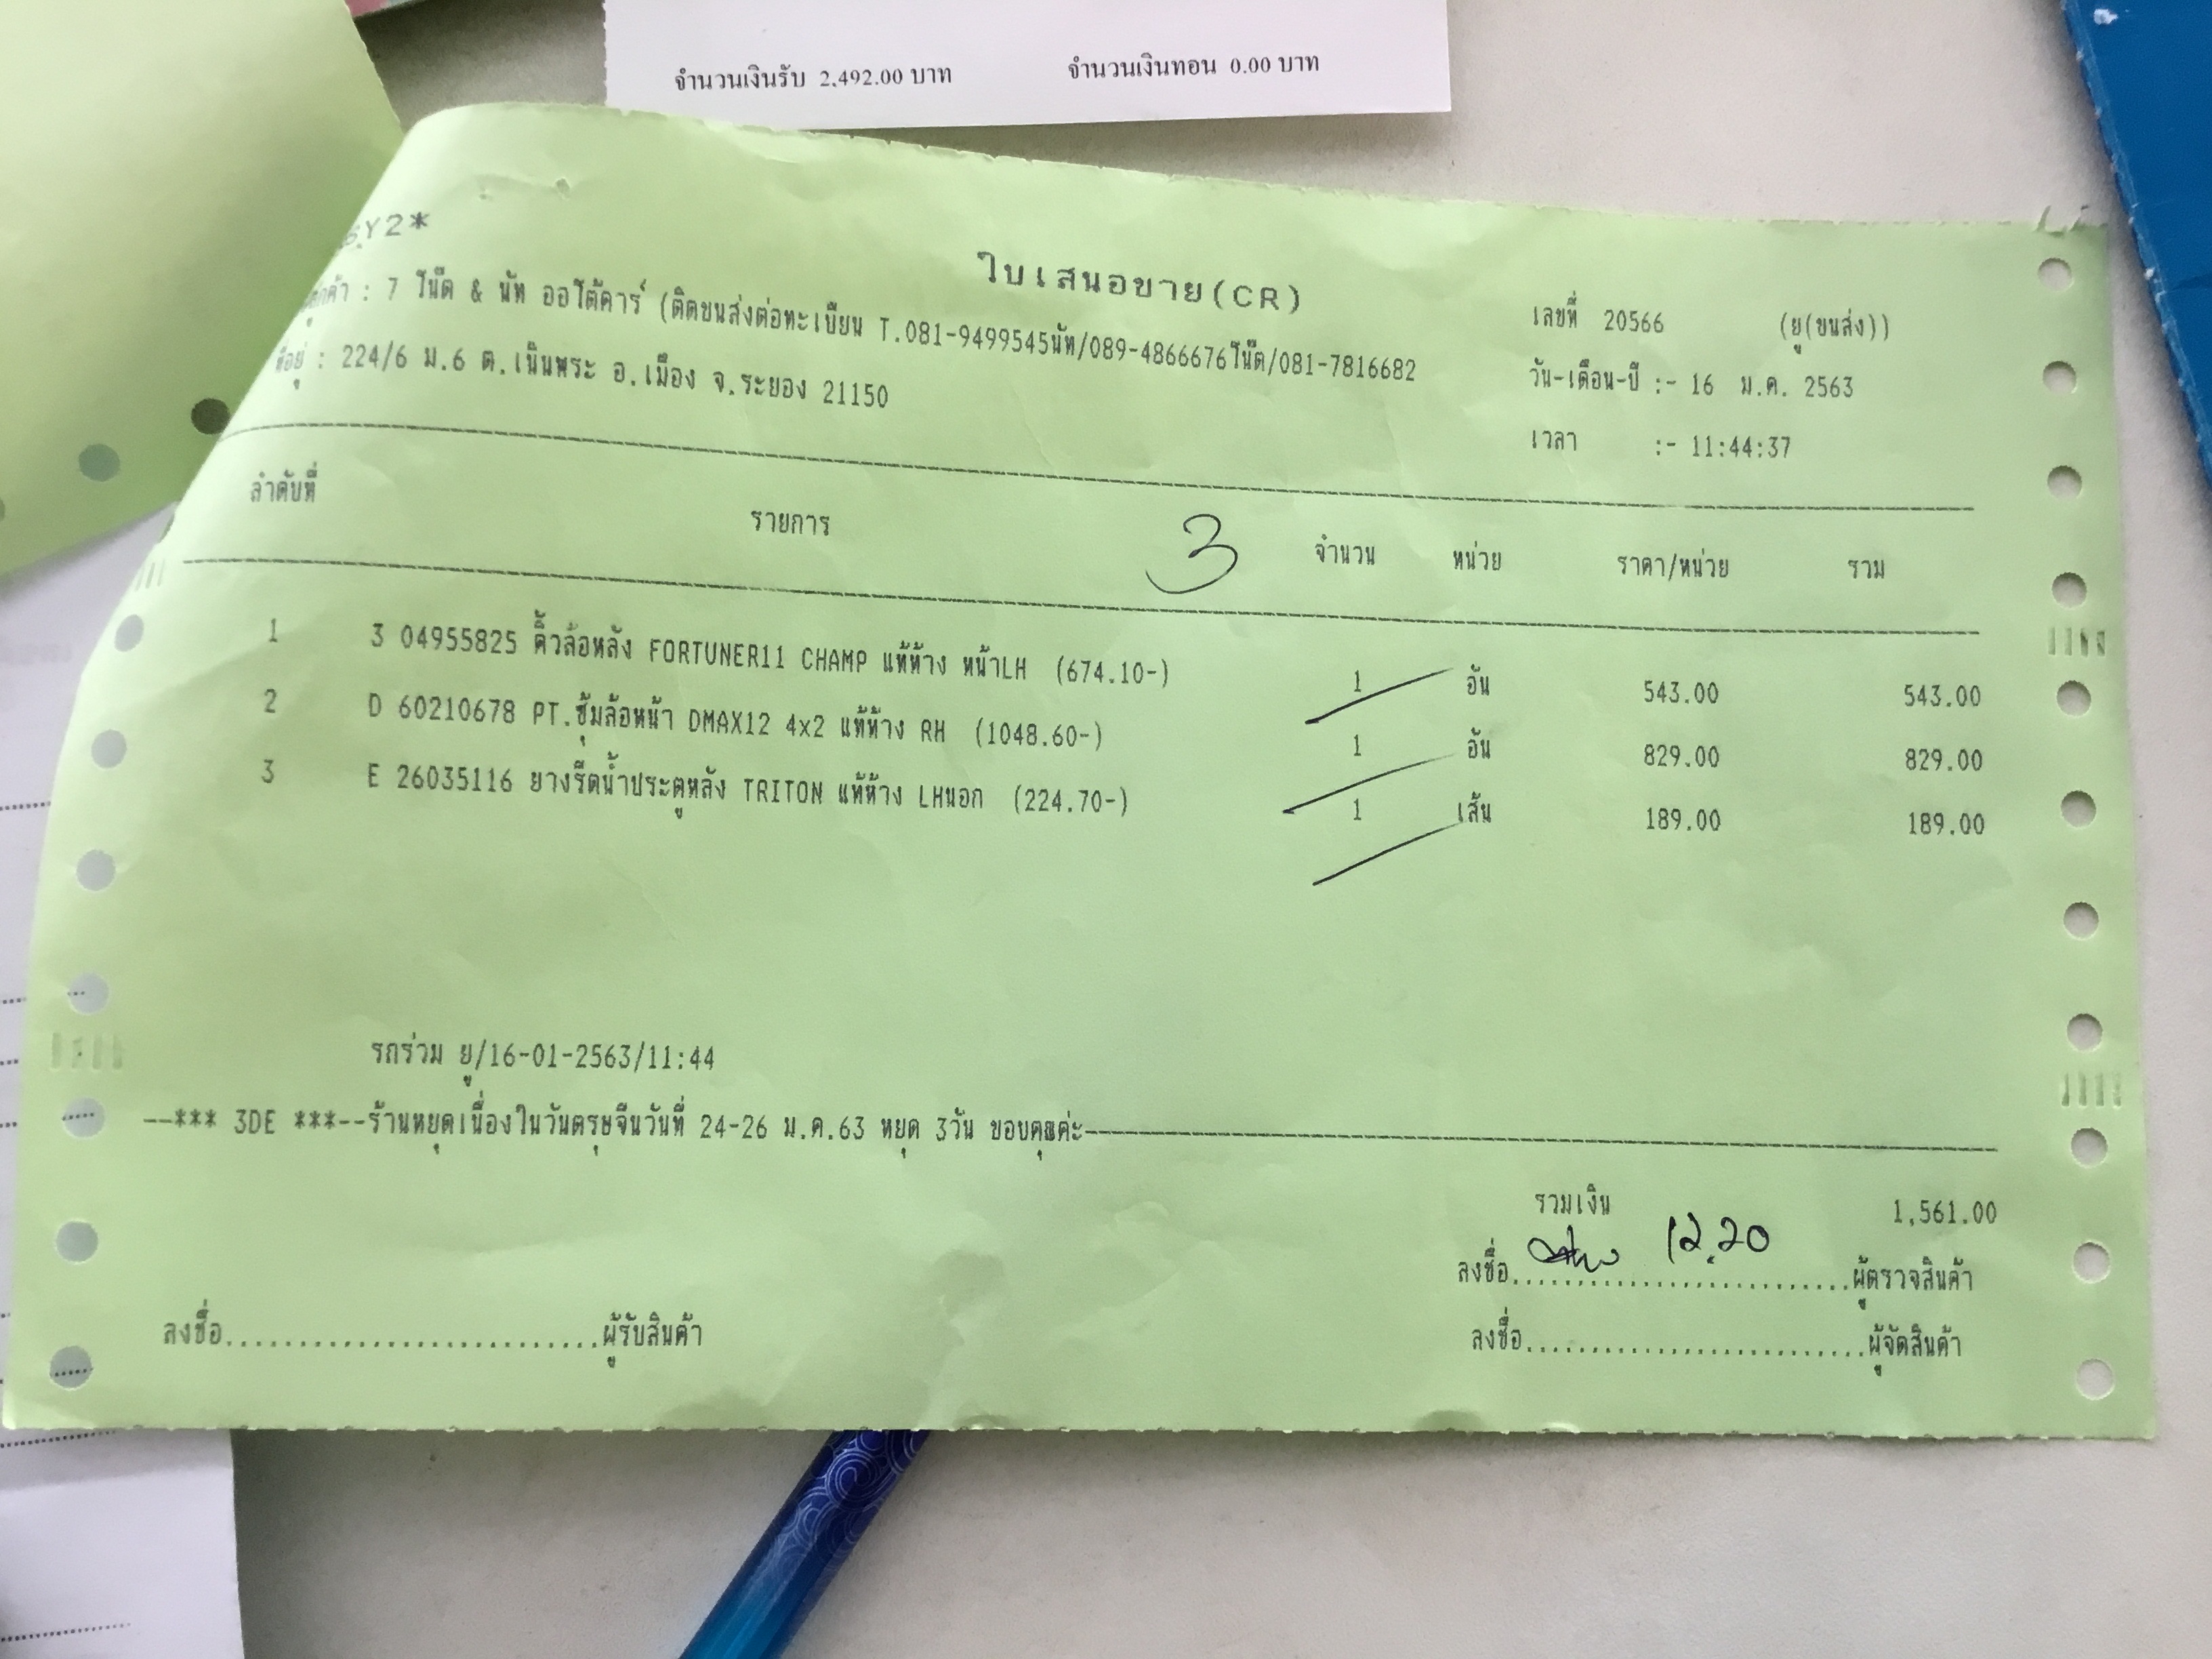 จำนวนเงินรับ 2,492.00 บาท จำนวนเงินทอน 0.00 บาท
Y2*
ใบเสนอขาย(CR)
ลูกค้า : 7 โน๊ต & นัท ออโต้คาร์ (ติดขนส่งต่อทะเบียน T.081-9499545นัท/089-4866676โน๊ต/081-7816682
ที่อยู่ : 224/6 ม.6 ต.เนินพระ อ.เมือง จ.ระยอง 21150
เลขที่ 20566 (ยู(ขนส่ง))
วัน-เดือน-ปี :- 16 ม.ค. 2563
เวลา :- 11:44:37
ลำดับที่ รายการ 3 จำนวน หน่วย ราคา/หน่วย รวม
1 3 04955825 คิ้วล้อหลัง FORTUNER11 CHAMP แท้ห้าง หน้าLH (674.10-) 1 อัน 543.00 543.00
2 D 60210678 PT.ซุ้มล้อหน้า DMAX12 4x2 แท้ห้าง RH (1048.60-) 1 อัน 829.00 829.00
3 E 26035116 ยางรีดน้ำประตูหลัง TRITON แท้ห้าง LHนอก (224.70-) 1 เส้น 189.00 189.00
รถร่วม ยู/16-01-2563/11:44
--*** 3DE ***--ร้านหยุดเนื่องในวันตรุษจีนวันที่ 24-26 ม.ค.63 หยุด 3วัน ขอบคุณค่ะ
รวมเงิน 1,561.00
ลงชื่อ 12.20 ผู้ตรวจสินค้า
ลงชื่อ ผู้รับสินค้า ลงชื่อ ผู้จัดสินค้า